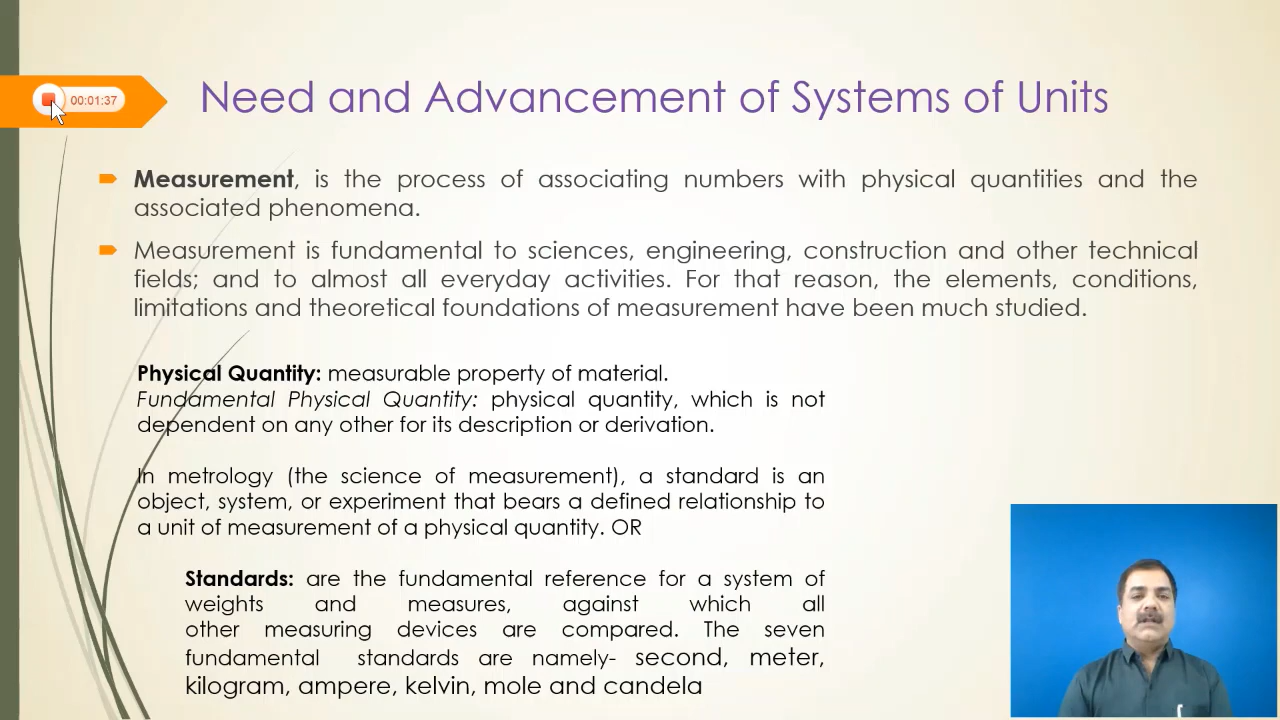 00:01:37
Need and Advancement of Systems of Units
Measurement, is the process of associating numbers with physical quantities and the
associated phenomena.
Measurement is fundamental to sciences, engineering, construction and other technical
fields; and to almost all everyday activities. For that reason, the elements, conditions,
limitations and theoretical foundations of measurement have been much studied.
Physical Quantity: measurable property of material.
Fundamental Physical Quantity: physical quantity, which is not
dependent on any other for its description or derivation.
In metrology (the science of measurement), a standard is an
object, system, or experiment that bears a defined relationship to
a unit of measurement of a physical quantity. OR
Standards: are the fundamental reference for a system of
weights and measures, against which all
other measuring devices are compared. The seven
fundamental standards are namely- second, meter,
kilogram, ampere, kelvin, mole and candela